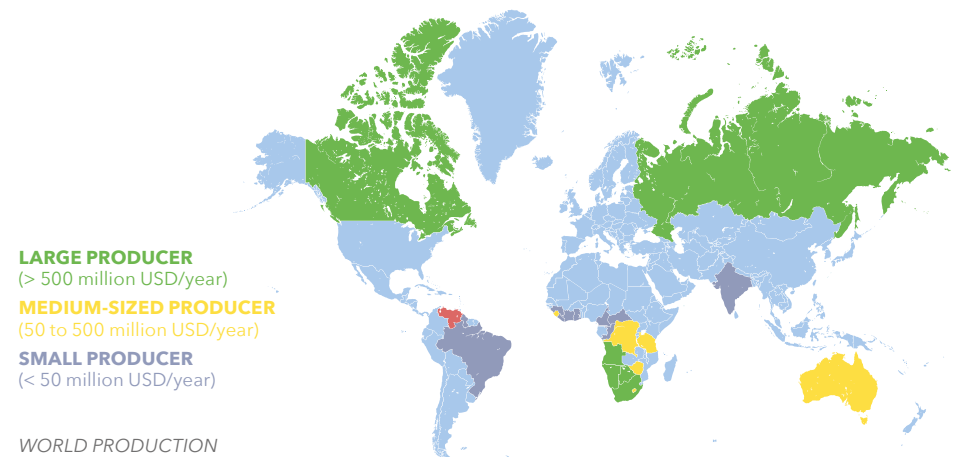 LARGE PRODUCER
(> 500 million USD/year)
MEDIUM-SIZED PRODUCER
(50 to 500 million USD/year)
SMALL PRODUCER
(< 50 million USD/year)
WORLD PRODUCTION